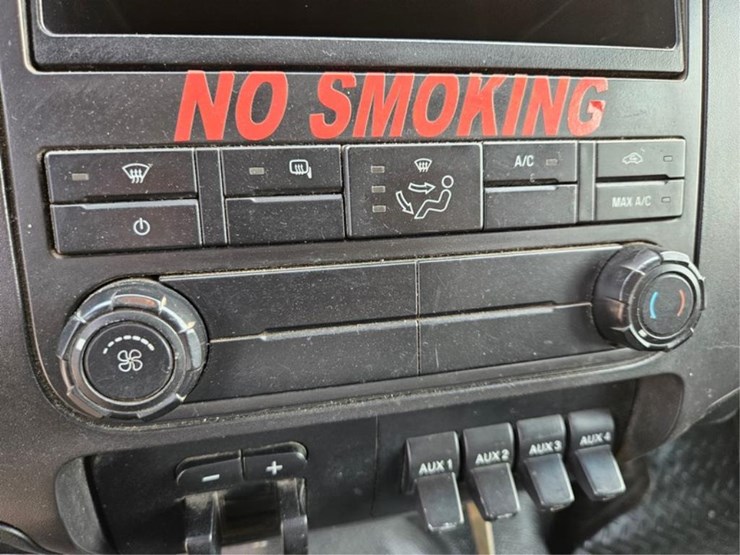 NO SMOKING
A/C
MAX A/C
- +
AUX 1 AUX 2 AUX 3 AUX 4